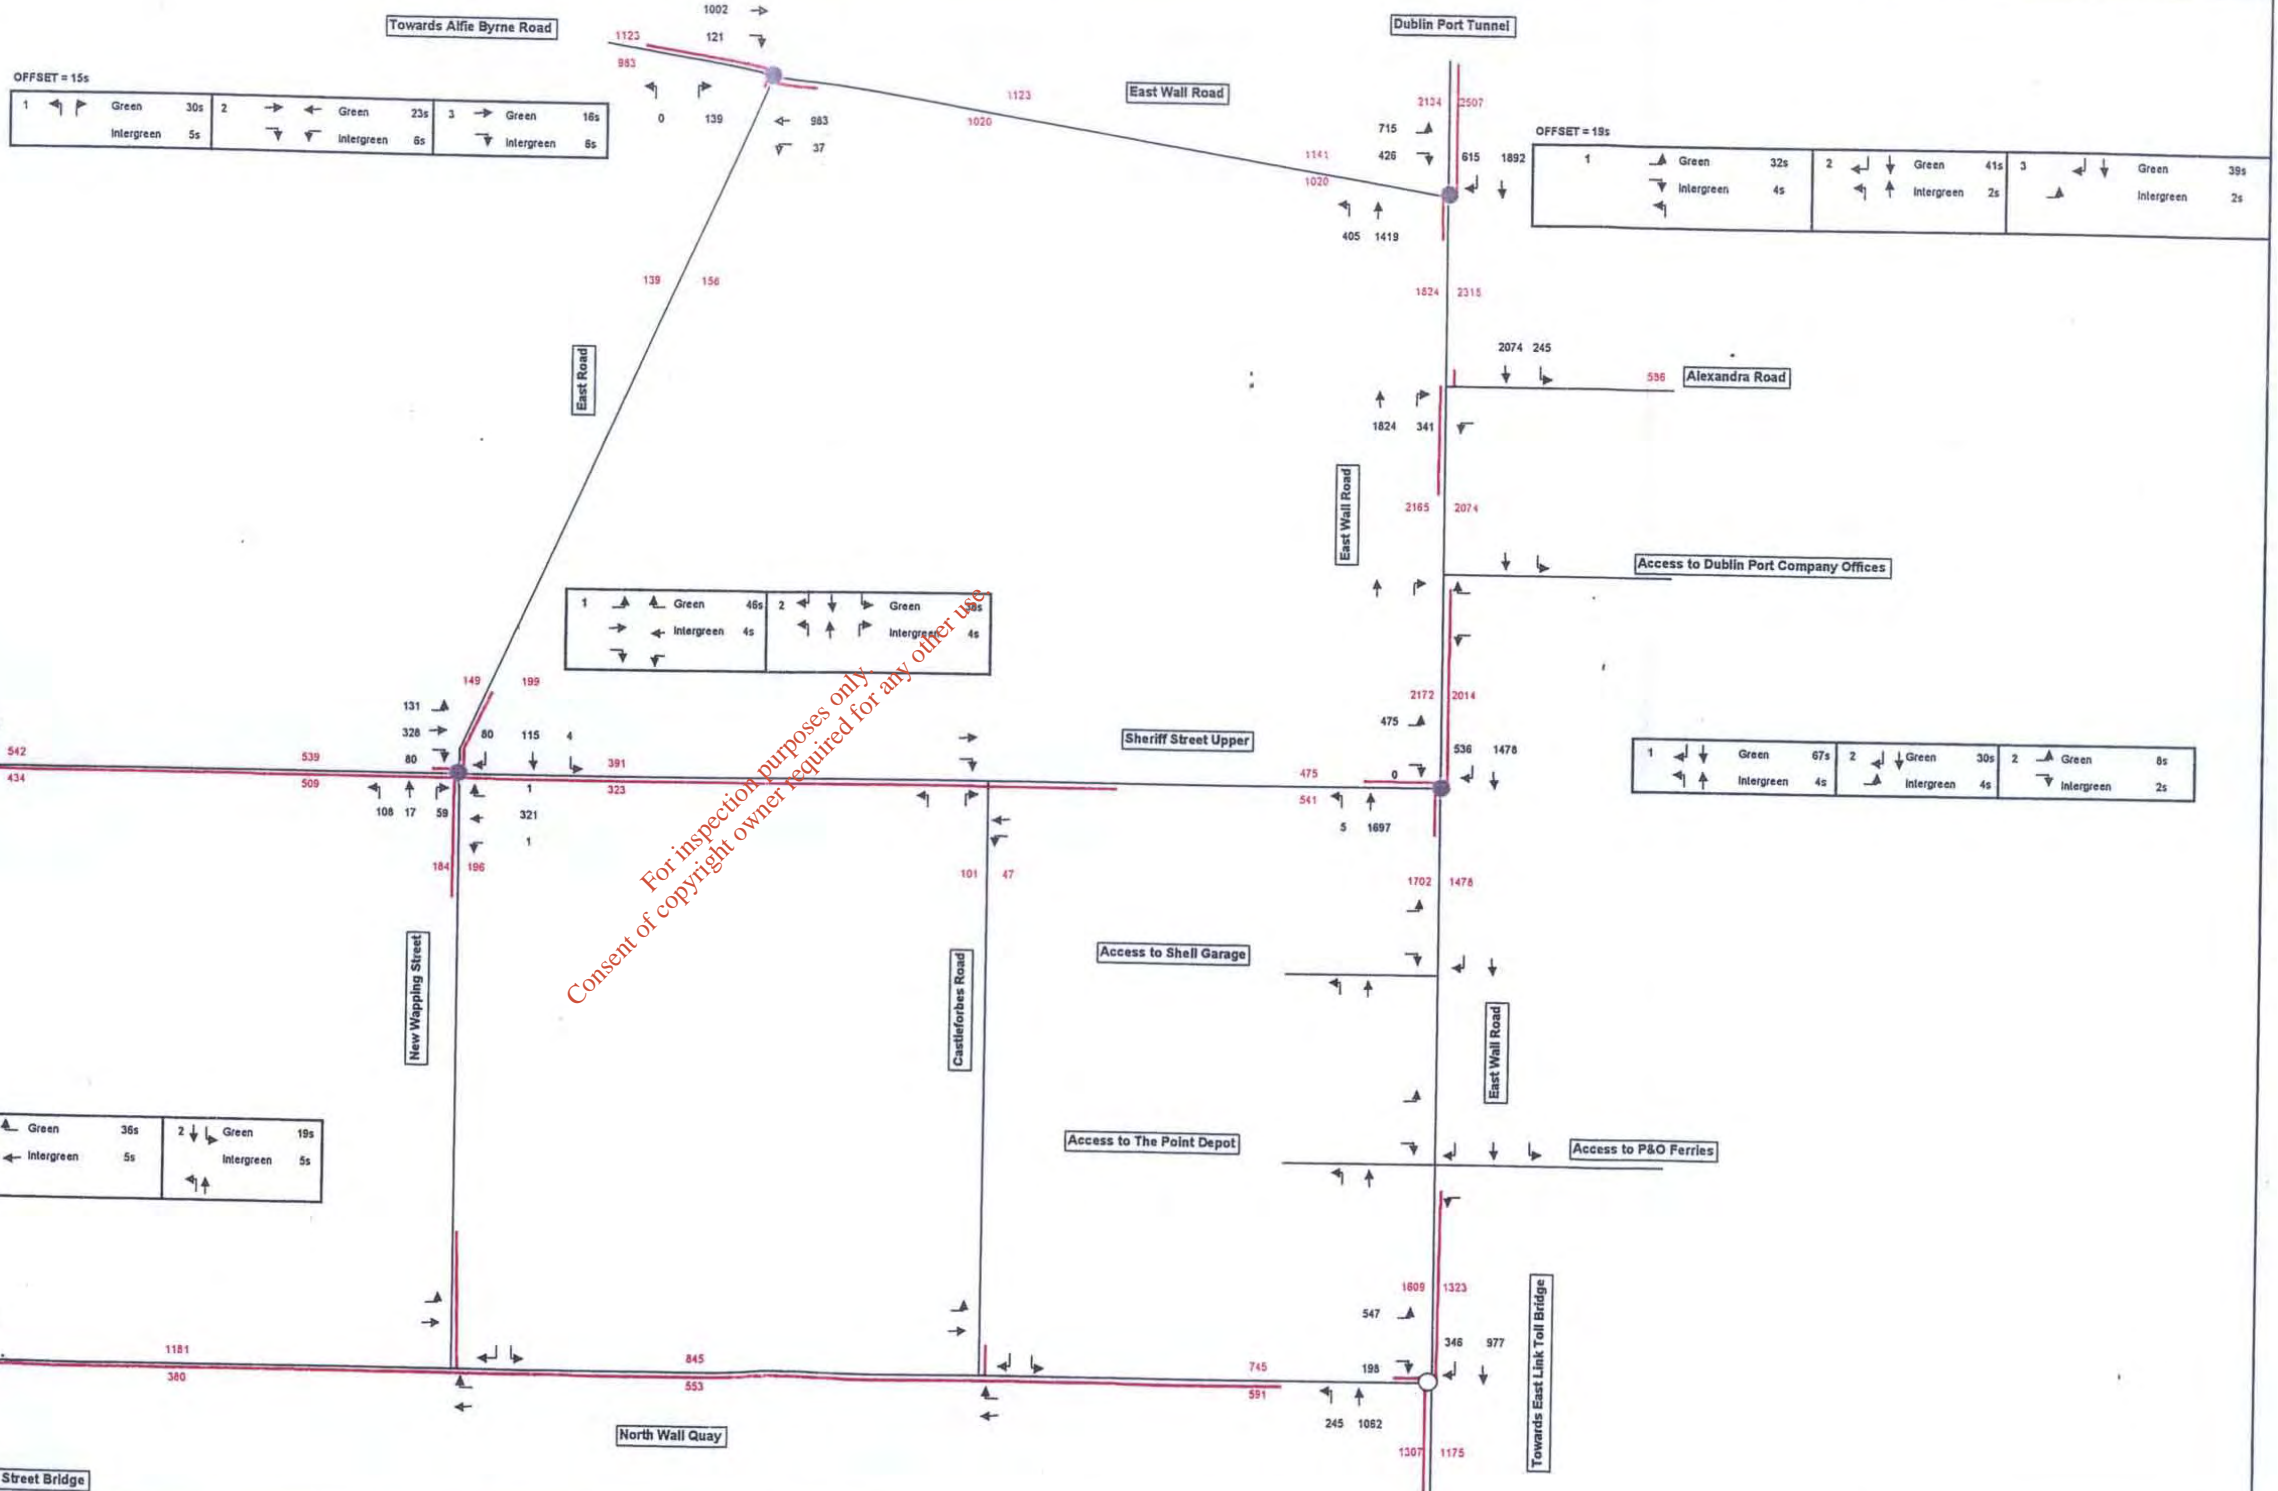 1002
Towards Alfie Byrne Road
Dublin Port Tunnel
1123
121
983
OFFSET = 15s
1 Green 30s 2 Green 23s 3 Green 16s
Intergreen 5s Intergreen 6s Intergreen 6s
0 139 983
37
1123
1020
East Wall Road
2134 2507
715
426
1141
1020
615 1892
405 1419
OFFSET = 19s
1 Green 32s 2 Green 41s 3 Green 39s
Intergreen 4s Intergreen 2s Intergreen 2s
139 156
1824 2315
East Road
2074 245
596
Alexandra Road
1824 341
East Wall Road
2165 2074
Access to Dublin Port Company Offices
1 Green 46s 2 Green
Intergreen 4s Intergreen 4s
149 199
2172 2014
131
328
80
80 115 4
542
434
539
509
391
323
Sheriff Street Upper
475
475
541
0
536 1478
1 Green 67s 2 Green 30s 2 Green 8s
Intergreen 4s Intergreen 4s Intergreen 2s
108 17 59
1
321
1
5 1697
184 196
101 47
1702 1478
New Wapping Street
Castleforbes Road
Access to Shell Garage
East Wall Road
For inspection purposes only.
Consent of copyright owner required for any other use.
Green 36s 2 Green 19s
Intergreen 5s Intergreen 5s
Access to The Point Depot
Access to P&O Ferries
1609 1323
547
346 977
Towards East Link Toll Bridge
1181
380
845
553
745
591
198
245 1062
North Wall Quay
1307 1175
Street Bridge